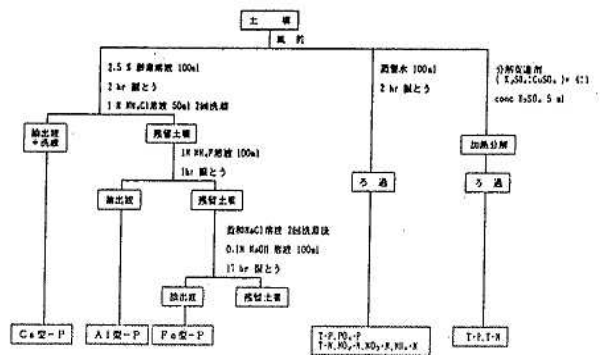 土壌
風乾
2.5 % 酢酸溶液 100ml
2 hr 振とう
1 M NH₄Cl溶液 50ml 2回洗滌
蒸留水 100ml
2 hr 振とう
分解促進剤
( K₂SO₄:CuSO₄ )= 4:1
conc H₂SO₄ 5 ml
抽出液
+洗液
残留土壌
加熱分解
1M NH₄F溶液 100ml
1hr 振とう
抽出液
残留土壌
ろ過
ろ過
飽和NaCl溶液 2回洗滌後
0.1M NaOH 溶液 100ml
17 hr 振とう
抽出液
残留土壌
Ca型-P
Al型-P
Fe型-P
T-P,PO₄-P
T-N,NO₂-N,NO₃-N,NH₄-N
T-P,T-N